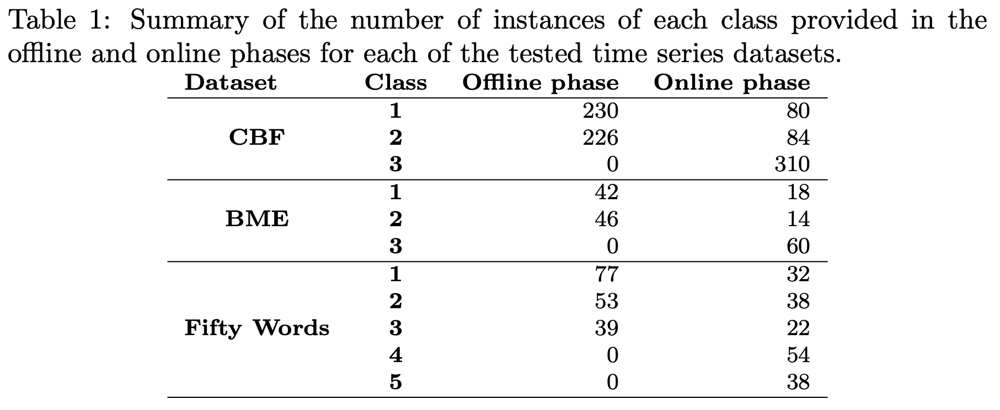 Table 1: Summary of the number of instances of each class provided in the
offline and online phases for each of the tested time series datasets.
Dataset Class Offline phase Online phase
1 230 80
CBF 2 226 84
3 0 310
1 42 18
BME 2 46 14
3 0 60
1 77 32
2 53 38
Fifty Words 3 39 22
4 0 54
5 0 38